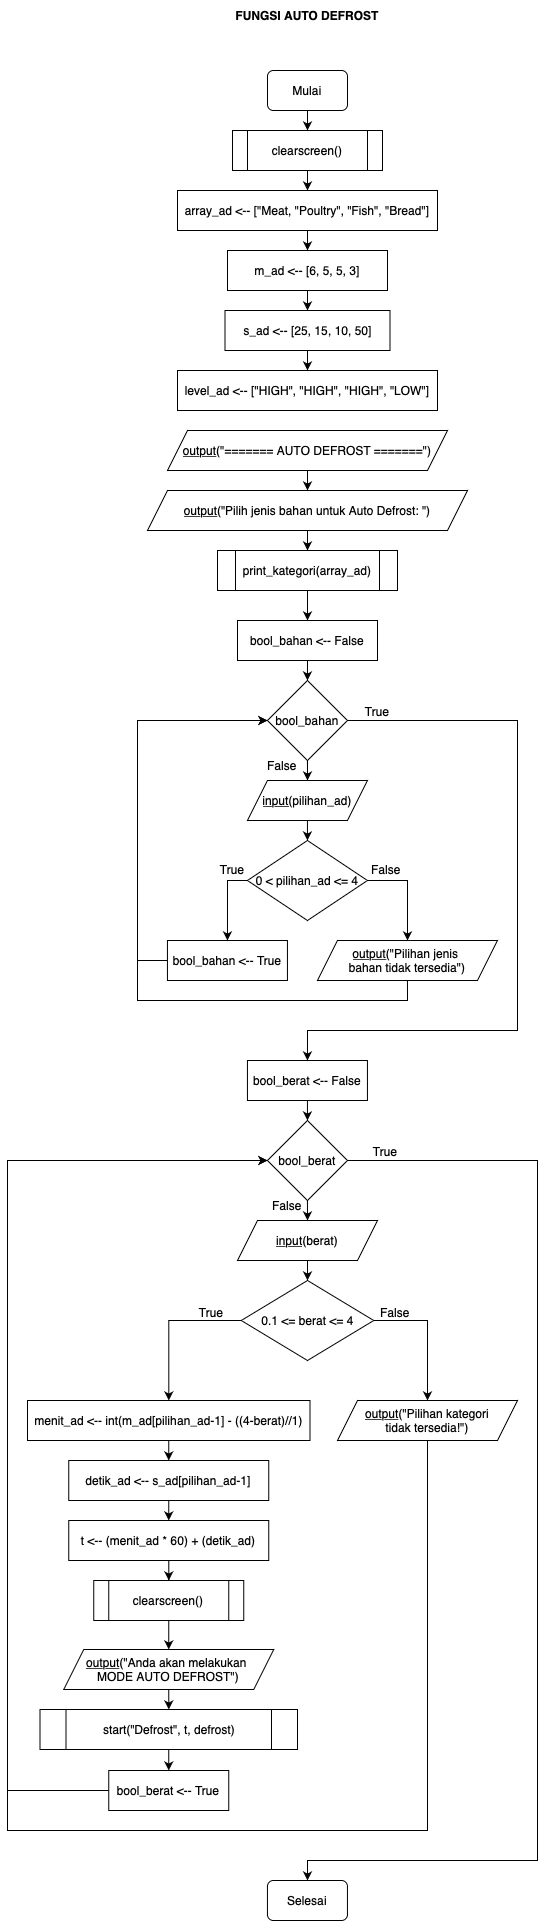 FUNGSI AUTO DEFROST
Mulai
clearscreen()
array_ad <-- ["Meat, "Poultry", "Fish", "Bread"]
m_ad <-- [6, 5, 5, 3]
s_ad <-- [25, 15, 10, 50]
level_ad <-- ["HIGH", "HIGH", "HIGH", "LOW"]
output("======= AUTO DEFROST =======")
output("Pilih jenis bahan untuk Auto Defrost: ")
print_kategori(array_ad)
bool_bahan <-- False
bool_bahan
True
False
input(pilihan_ad)
0 < pilihan_ad <= 4
True
False
bool_bahan <-- True
output("Pilihan jenis
bahan tidak tersedia")
bool_berat <-- False
bool_berat
True
False
input(berat)
0.1 <= berat <= 4
True
False
menit_ad <-- int(m_ad[pilihan_ad-1] - ((4-berat)//1)
output("Pilihan kategori
tidak tersedia!")
detik_ad <-- s_ad[pilihan_ad-1]
t <-- (menit_ad * 60) + (detik_ad)
clearscreen()
output("Anda akan melakukan
MODE AUTO DEFROST")
start("Defrost", t, defrost)
bool_berat <-- True
Selesai